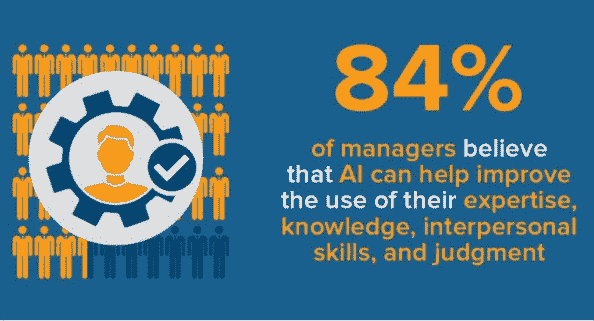 84%
of managers believe
that AI can help improve
the use of their expertise,
knowledge, interpersonal
skills, and judgment